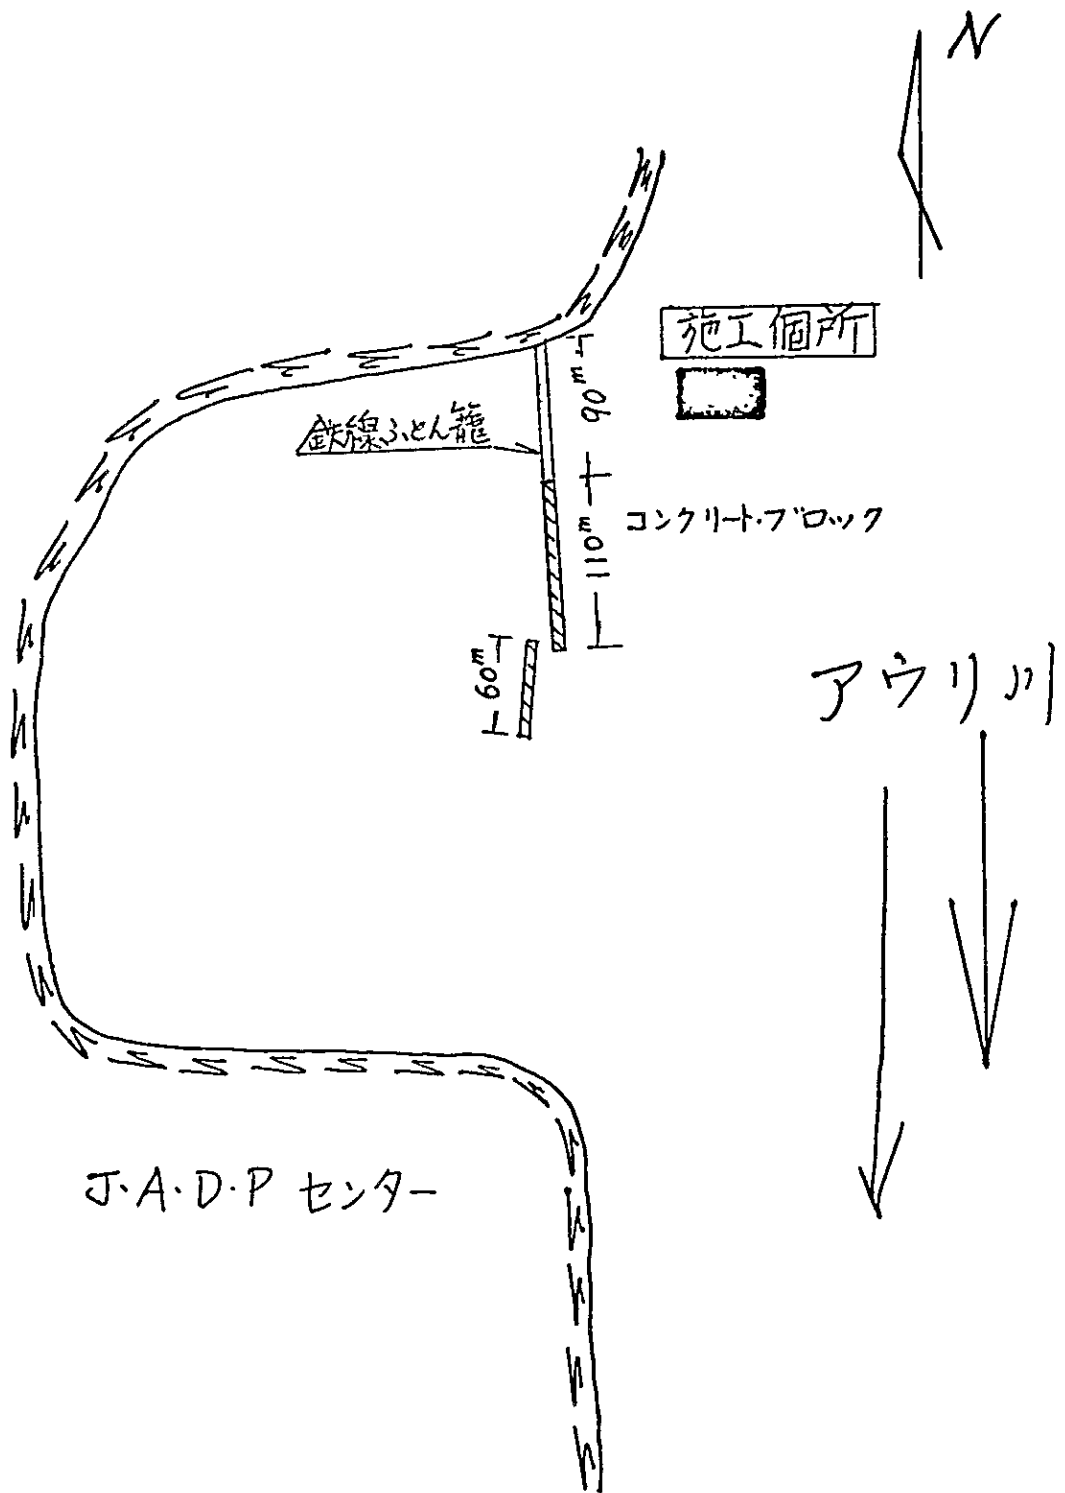 N
施工個所
90m
鉄線ふとん籠
コンクリート・ブロック
110m
60m
アウリ川
J・A・D・P センター